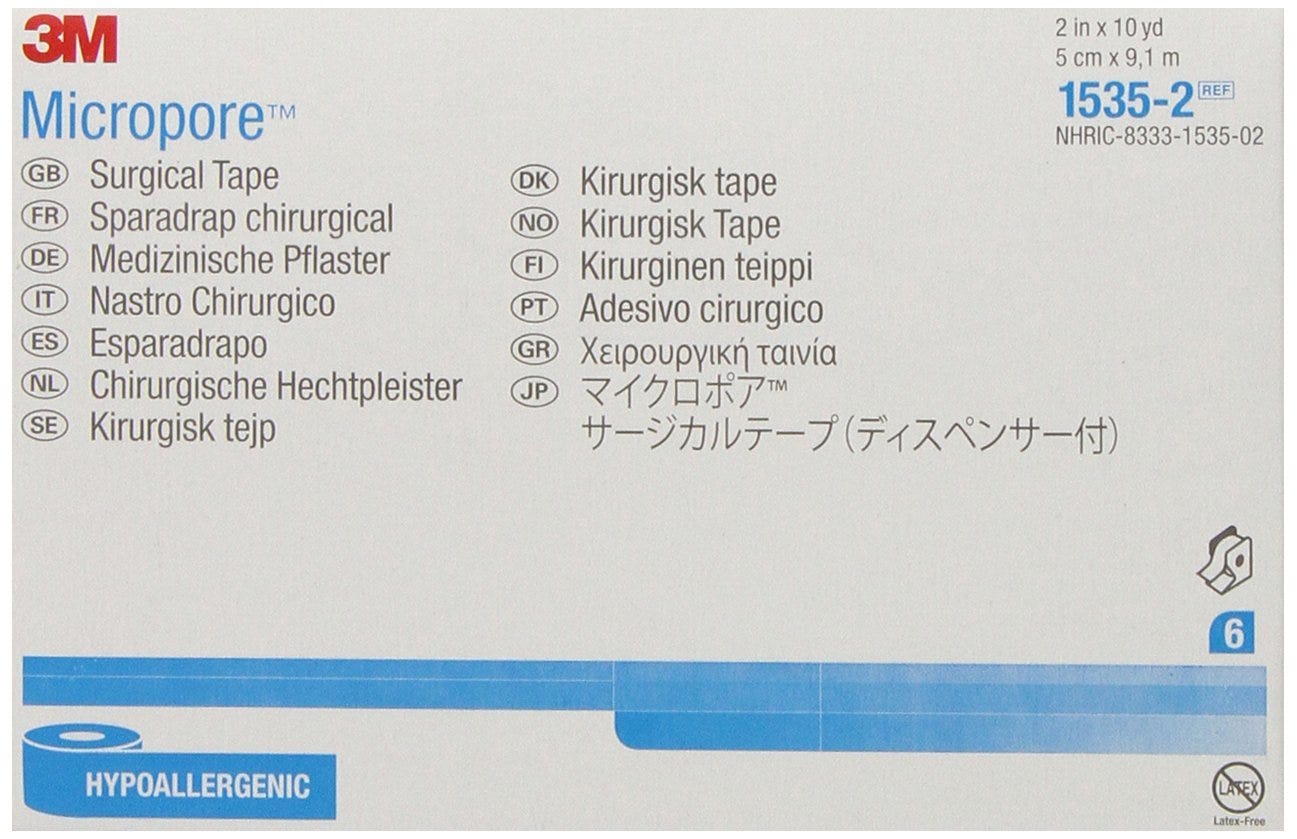 3M
Micropore™
2 in x 10 yd
5 cm x 9,1 m
1535-2 REF
NHRIC-8333-1535-02
GB Surgical Tape
FR Sparadrap chirurgical
DE Medizinische Pflaster
IT Nastro Chirurgico
ES Esparadrapo
NL Chirurgische Hechtpleister
SE Kirurgisk tejp
DK Kirurgisk tape
NO Kirurgisk Tape
FI Kirurginen teippi
PT Adesivo cirurgico
GR Χειρουργική ταινία
JP マイクロポア™
サージカルテープ(ディスペンサー付)
6
HYPOALLERGENIC
LATEX
Latex-Free